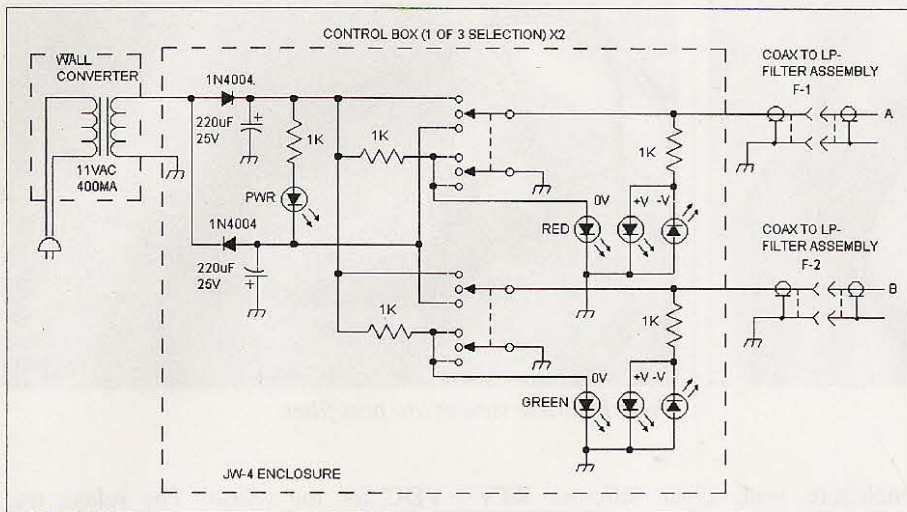 CONTROL BOX (1 OF 3 SELECTION) X2
WALL
CONVERTER
11VAC
400MA
1N4004
220uF
25V
+
1K
PWR
1N4004
220uF
25V
+
1K
1K
0V
+V
-V
RED
1K
1K
0V
+V
-V
GREEN
COAX TO LP-
FILTER ASSEMBLY
F-1
A
COAX TO LP-
FILTER ASSEMBLY
F-2
B
JW-4 ENCLOSURE